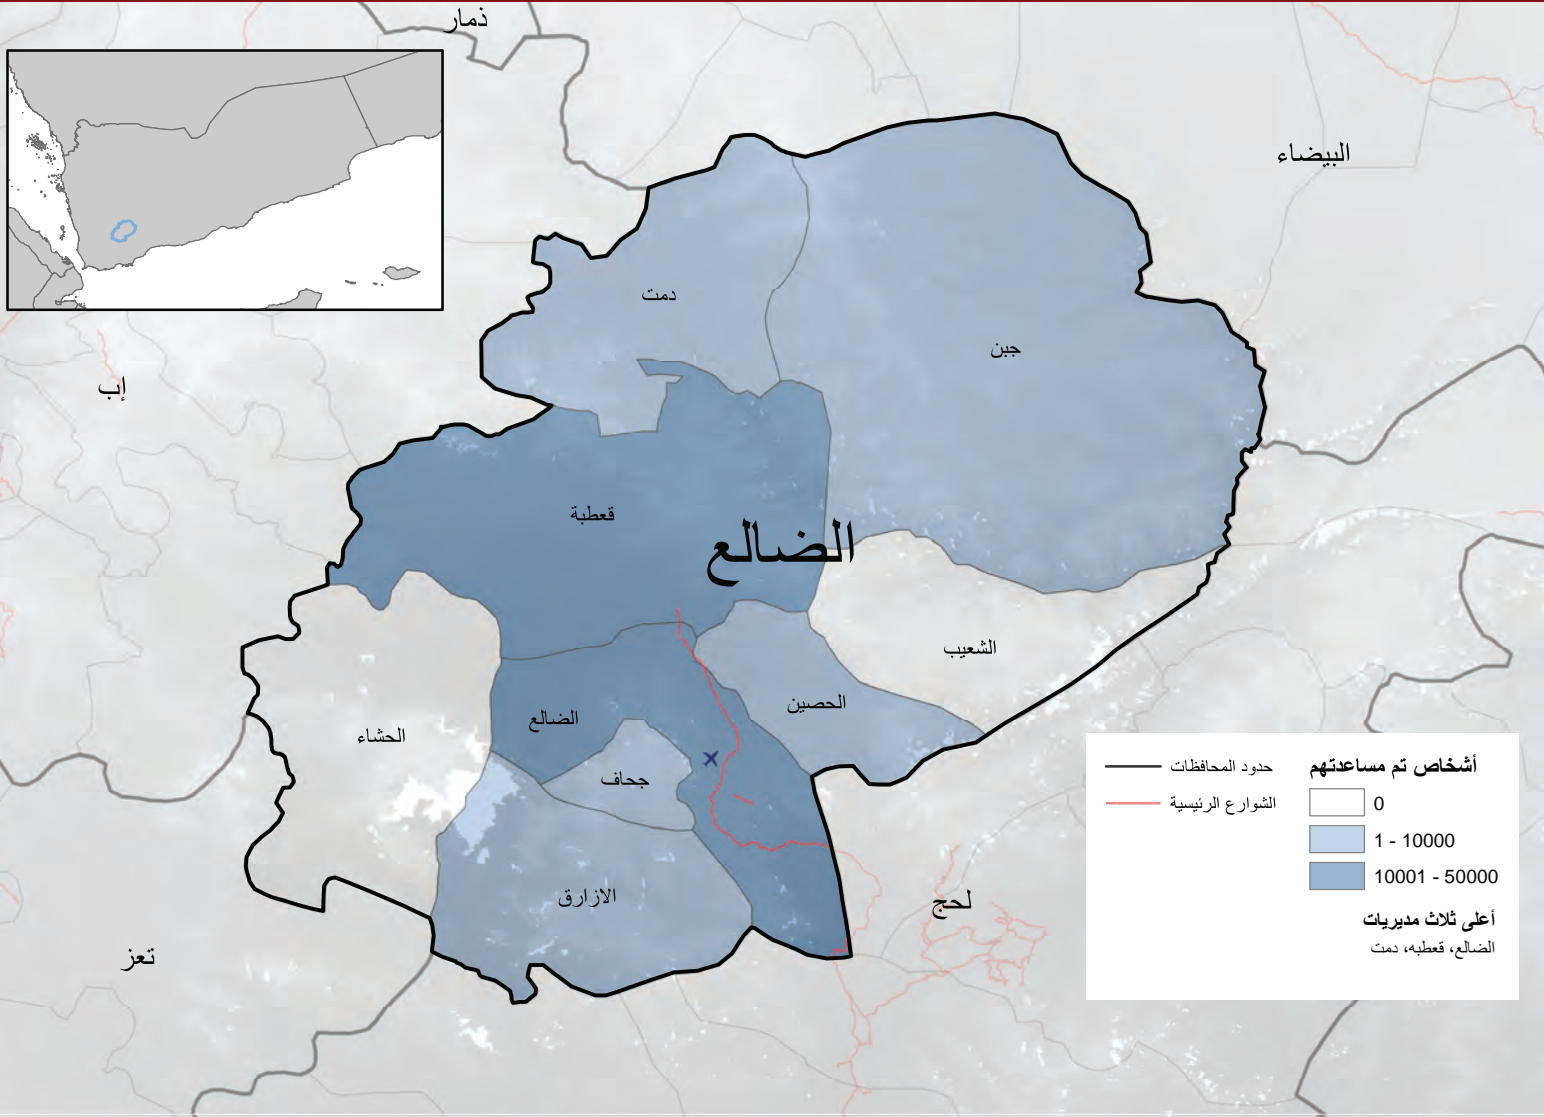 ذمار
البيضاء
دمت
جبن
إب
قعطبة
الضالع
الشعيب
الحصين
الضالع
الحشاء
جحاف
الازارق
لحج
تعز
أشخاص تم مساعدتهم
0
1 - 10000
10001 - 50000
حدود المحافظات
الشوارع الرئيسية
أعلى ثلاث مديريات
الضالع، قعطبه، دمت